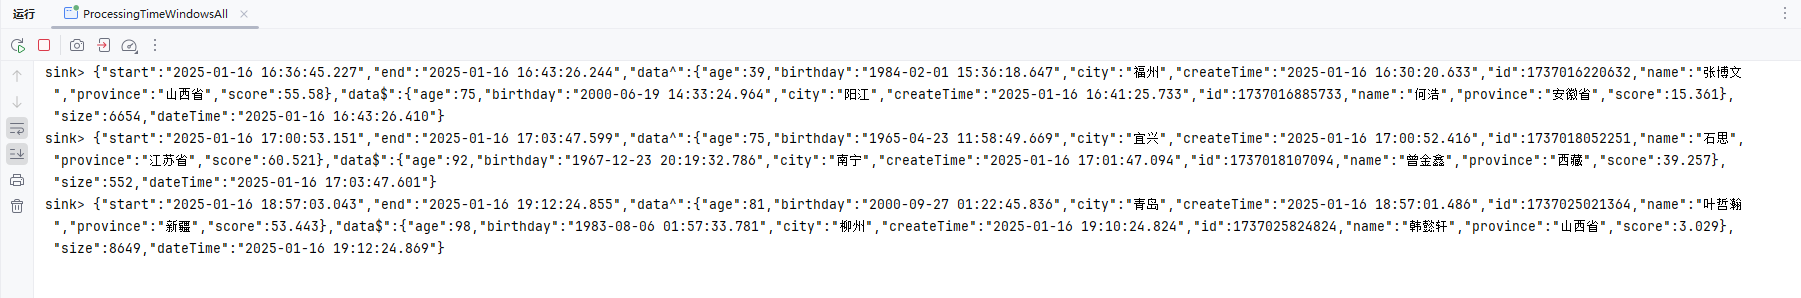 运行 ProcessingTimeWindowsAll
sink> {"start":"2025-01-16 16:36:45.227","end":"2025-01-16 16:43:26.244","data^":{"age":39,"birthday":"1984-02-01 15:36:18.647","city":"福州","createTime":"2025-01-16 16:30:20.633","id":1737016220632,"name":"张博文
","province":"山西省","score":55.58},"data$":{"age":75,"birthday":"2000-06-19 14:33:24.964","city":"阳江","createTime":"2025-01-16 16:41:25.733","id":1737016885733,"name":"何浩","province":"安徽省","score":15.361},
"size":6654,"dateTime":"2025-01-16 16:43:26.410"}
sink> {"start":"2025-01-16 17:00:53.151","end":"2025-01-16 17:03:47.599","data^":{"age":75,"birthday":"1965-04-23 11:58:49.669","city":"宜兴","createTime":"2025-01-16 17:00:52.416","id":1737018052251,"name":"石思",
"province":"江苏省","score":60.521},"data$":{"age":92,"birthday":"1967-12-23 20:19:32.786","city":"南宁","createTime":"2025-01-16 17:01:47.094","id":1737018107094,"name":"曾金鑫","province":"西藏","score":39.257},
"size":552,"dateTime":"2025-01-16 17:03:47.601"}
sink> {"start":"2025-01-16 18:57:03.043","end":"2025-01-16 19:12:24.855","data^":{"age":81,"birthday":"2000-09-27 01:22:45.836","city":"青岛","createTime":"2025-01-16 18:57:01.486","id":1737025021364,"name":"叶哲瀚
","province":"新疆","score":53.443},"data$":{"age":98,"birthday":"1983-08-06 01:57:33.781","city":"柳州","createTime":"2025-01-16 19:10:24.824","id":1737025824824,"name":"韩懿轩","province":"山西省","score":3.029},
"size":8649,"dateTime":"2025-01-16 19:12:24.869"}